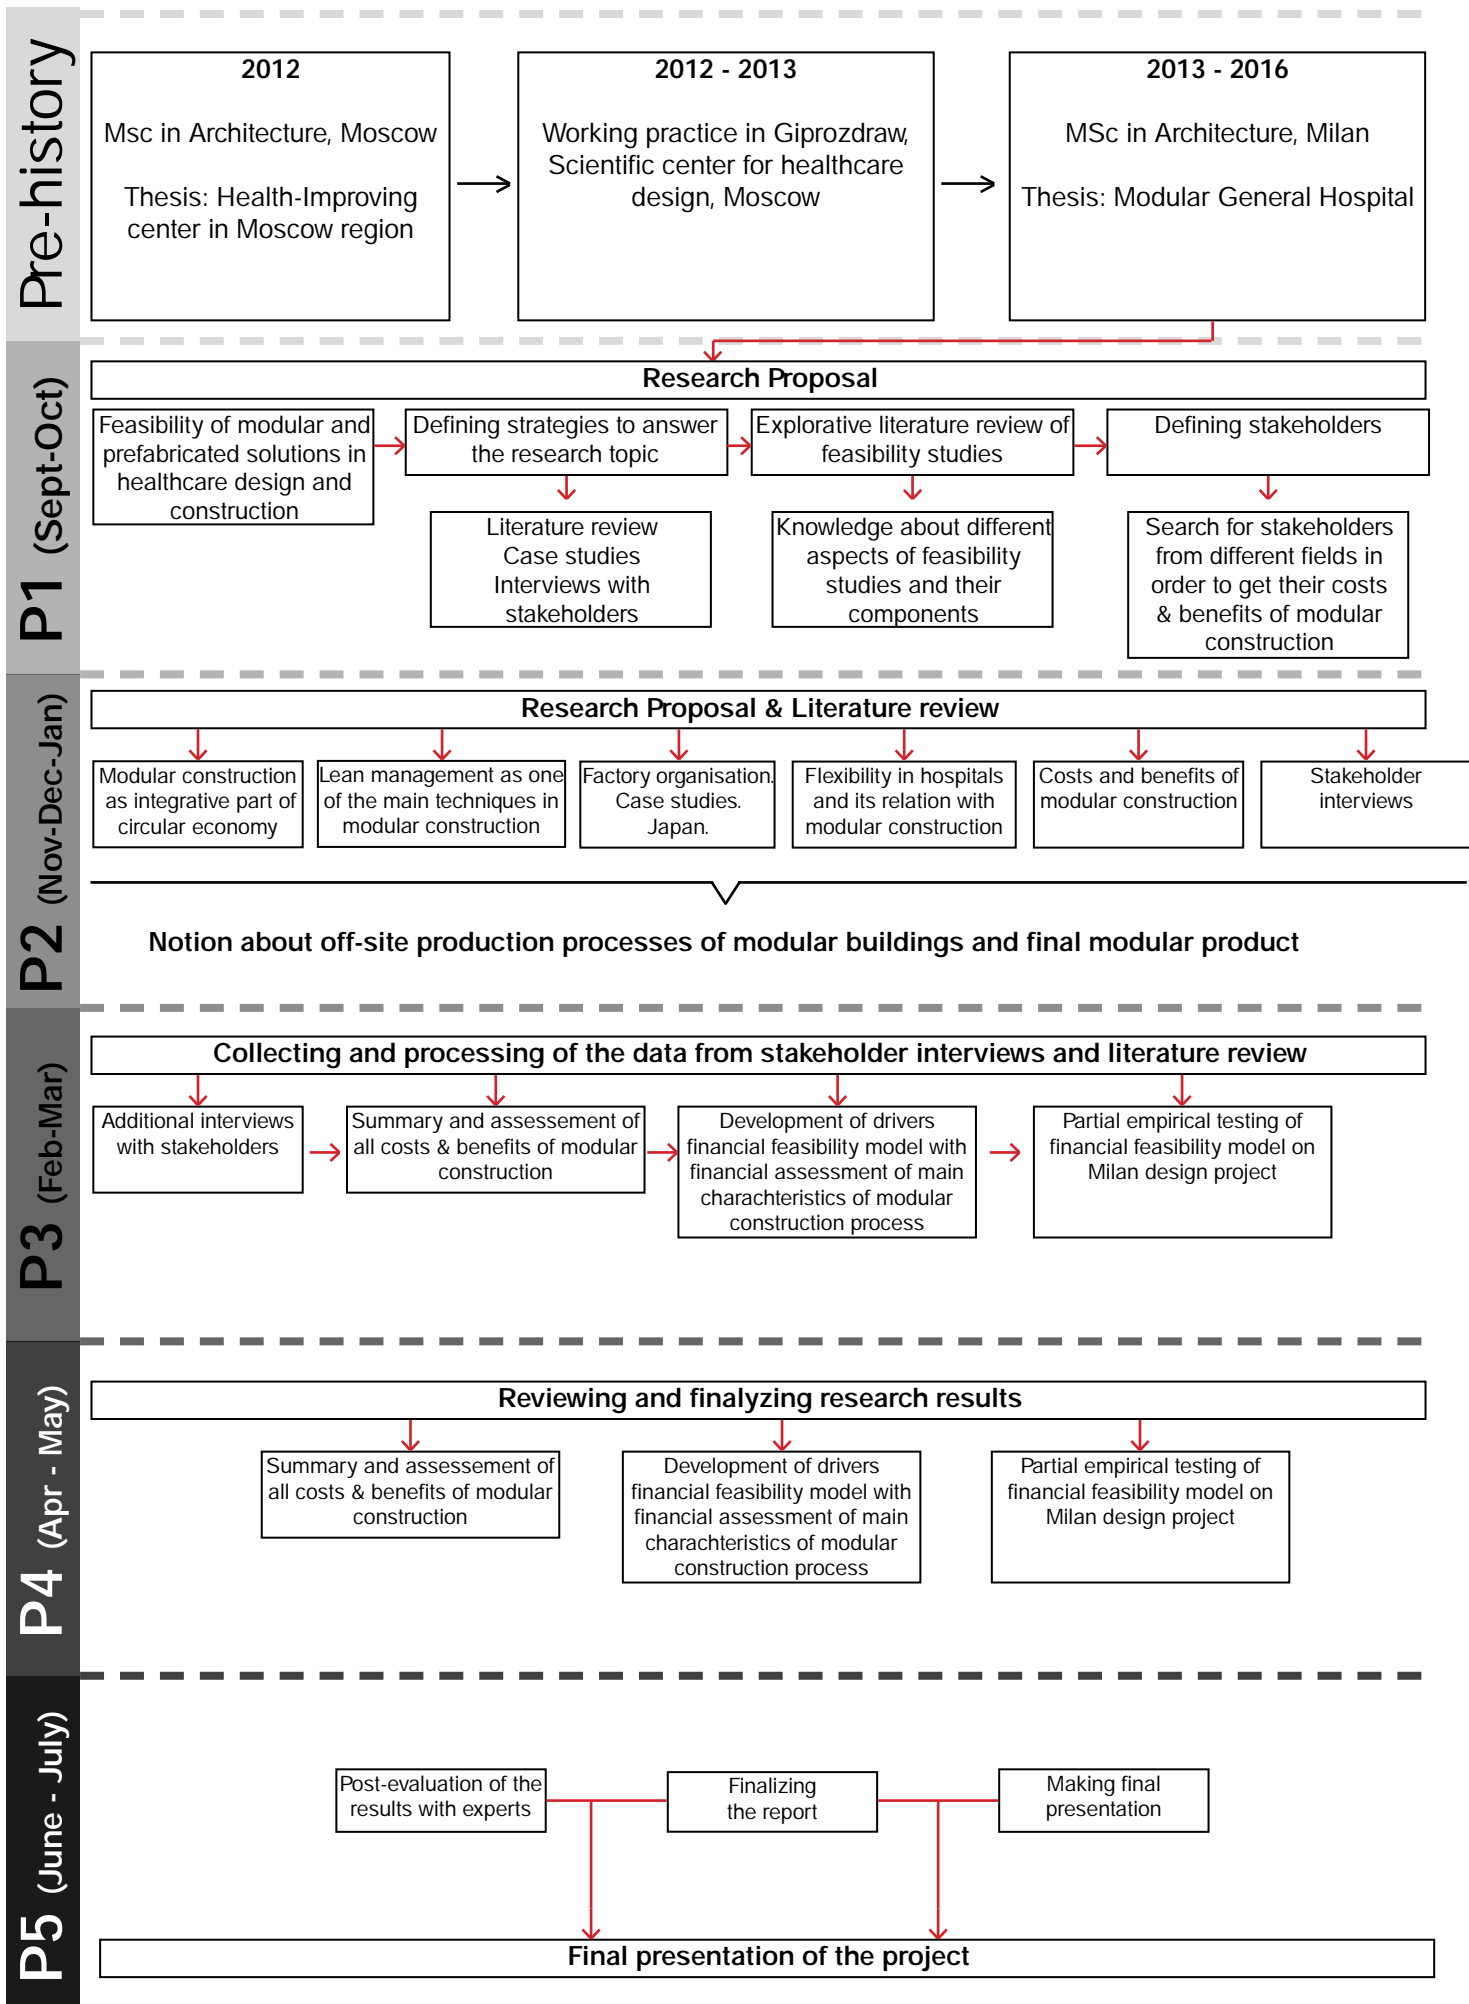 Pre-history
2012
Msc in Architecture, Moscow
Thesis: Health-Improving
center in Moscow region
2012 - 2013
Working practice in Giprozdraw,
Scientific center for healthcare
design, Moscow
2013 - 2016
MSc in Architecture, Milan
Thesis: Modular General Hospital
P1 (Sept-Oct)
Research Proposal
Feasibility of modular and
prefabricated solutions in
healthcare design and
construction
Defining strategies to answer
the research topic
Explorative literature review of
feasibility studies
Defining stakeholders
Literature review
Case studies
Interviews with
stakeholders
Knowledge about different
aspects of feasibility
studies and their
components
Search for stakeholders
from different fields in
order to get their costs
& benefits of modular
construction
P2 (Nov-Dec-Jan)
Research Proposal & Literature review
Modular construction
as integrative part of
circular economy
Lean management as one
of the main techniques in
modular construction
Factory organisation.
Case studies.
Japan.
Flexibility in hospitals
and its relation with
modular construction
Costs and benefits of
modular construction
Stakeholder
interviews
Notion about off-site production processes of modular buildings and final modular product
P3 (Feb-Mar)
Collecting and processing of the data from stakeholder interviews and literature review
Additional interviews
with stakeholders
Summary and assessement of
all costs & benefits of modular
construction
Development of drivers
financial feasibility model with
financial assessment of main
charachteristics of modular
construction process
Partial empirical testing of
financial feasibility model on
Milan design project
P4 (Apr - May)
Reviewing and finalyzing research results
Summary and assessement of
all costs & benefits of modular
construction
Development of drivers
financial feasibility model with
financial assessment of main
charachteristics of modular
construction process
Partial empirical testing of
financial feasibility model on
Milan design project
P5 (June - July)
Post-evaluation of the
results with experts
Finalizing
the report
Making final
presentation
Final presentation of the project